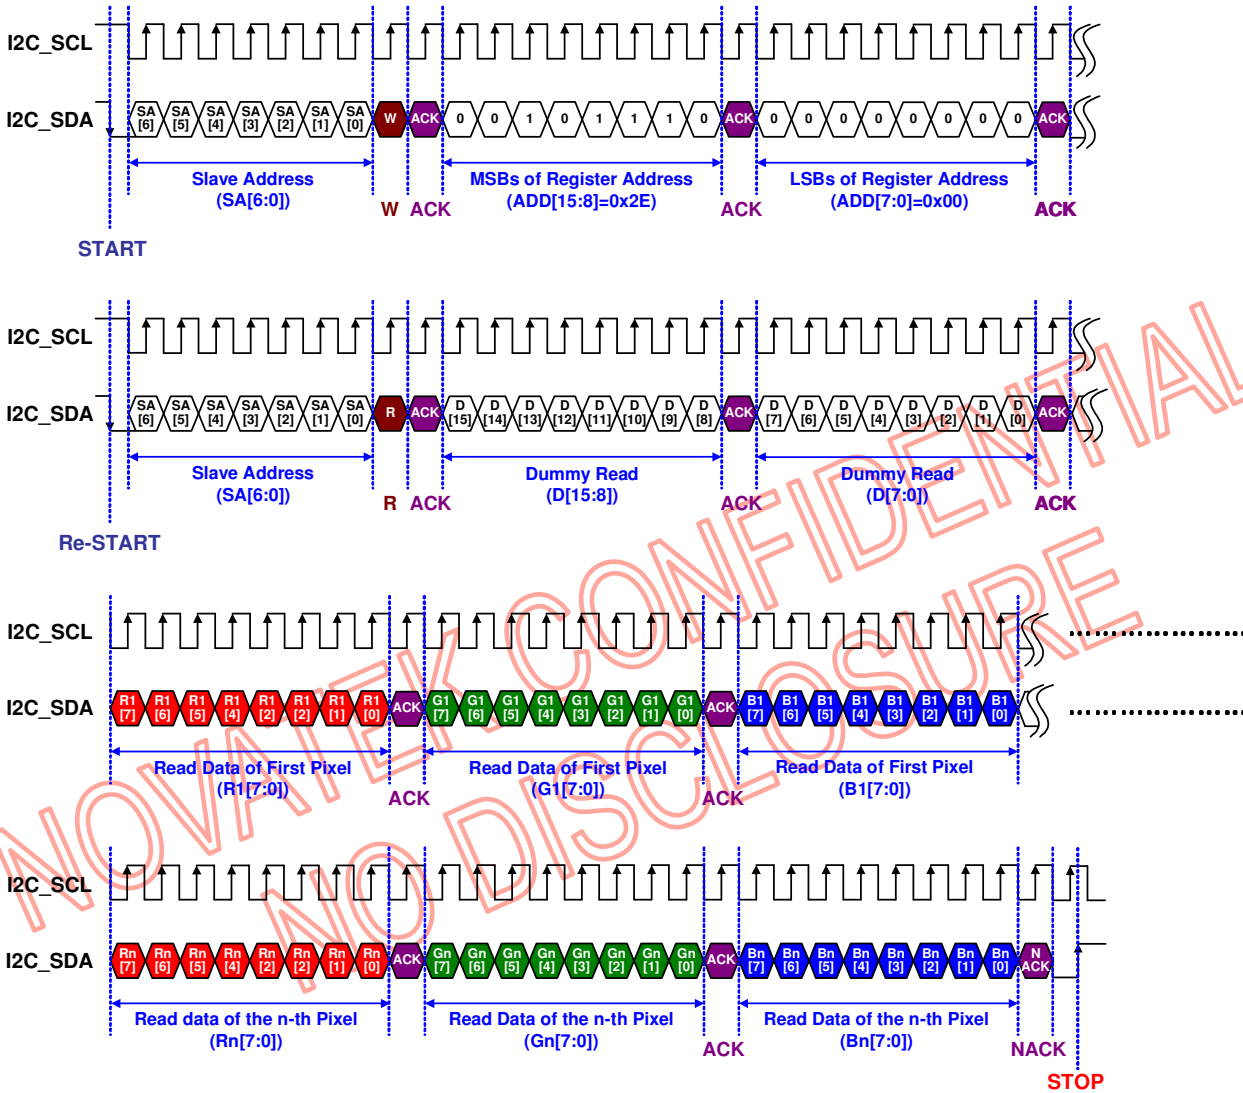 I2C_SCL
I2C_SDA
SA [6] SA [5] SA [4] SA [3] SA [2] SA [1] SA [0] W ACK 0 0 1 0 1 1 1 0 ACK 0 0 0 0 0 0 0 0 ACK
Slave Address MSBs of Register Address LSBs of Register Address
(SA[6:0]) (ADD[15:8]=0x2E) (ADD[7:0]=0x00)
W ACK ACK ACK
START
I2C_SCL
I2C_SDA
SA [6] SA [5] SA [4] SA [3] SA [2] SA [1] SA [0] R ACK D [15] D [14] D [13] D [12] D [11] D [10] D [9] D [8] ACK D [7] D [6] D [5] D [4] D [3] D [2] D [1] D [0] ACK
Slave Address Dummy Read Dummy Read
(SA[6:0]) (D[15:8]) (D[7:0])
R ACK ACK ACK
Re-START
I2C_SCL
I2C_SDA
R1 [7] R1 [6] R1 [5] R1 [4] R1 [2] R1 [2] R1 [1] R1 [0] ACK G1 [7] G1 [6] G1 [5] G1 [4] G1 [3] G1 [2] G1 [1] G1 [0] ACK B1 [7] B1 [6] B1 [5] B1 [4] B1 [3] B1 [2] B1 [1] B1 [0]
Read Data of First Pixel Read Data of First Pixel Read Data of First Pixel
(R1[7:0]) (G1[7:0]) (B1[7:0])
ACK ACK
I2C_SCL
I2C_SDA
Rn [7] Rn [6] Rn [5] Rn [4] Rn [2] Rn [2] Rn [1] Rn [0] ACK Gn [7] Gn [6] Gn [5] Gn [4] Gn [3] Gn [2] Gn [1] Gn [0] ACK Bn [7] Bn [6] Bn [5] Bn [4] Bn [3] Bn [2] Bn [1] Bn [0] N ACK
Read data of the n-th Pixel Read Data of the n-th Pixel Read Data of the n-th Pixel
(Rn[7:0]) (Gn[7:0]) (Bn[7:0])
ACK NACK
STOP
NOVATEK CONFIDENTIAL
NO DISCLOSURE